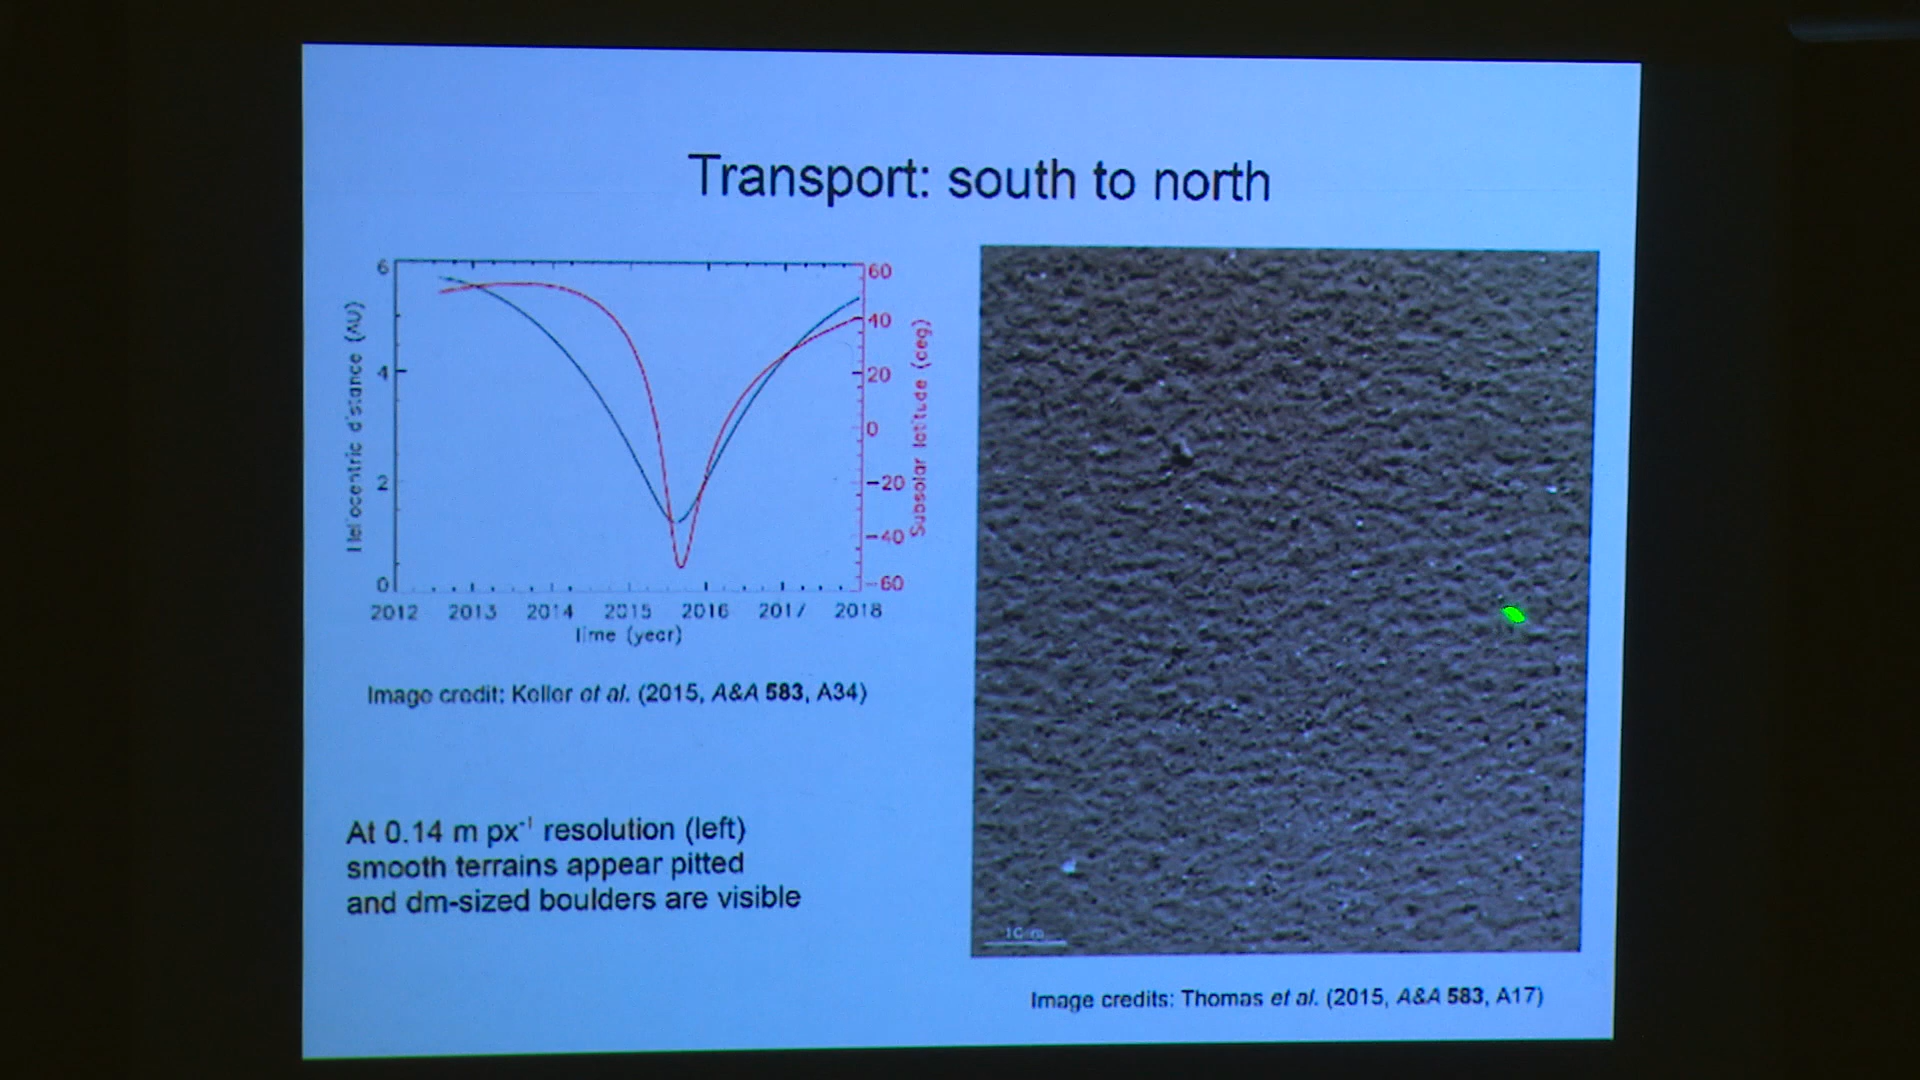 Transport: south to north
6
4
2
0
Heliocentric distance (AU)
60
40
20
0
−20
−40
−60
Subsolar latitude (deg)
2012 2013 2014 2015 2016 2017 2018
Time (year)
Image credit: Keller et al. (2015, A&A 583, A34)
At 0.14 m px⁻¹ resolution (left)
smooth terrains appear pitted
and dm-sized boulders are visible
10 m
Image credits: Thomas et al. (2015, A&A 583, A17)